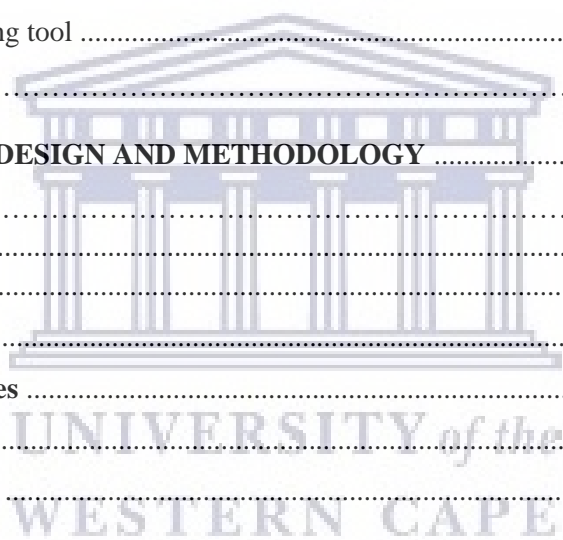 ng tool ..........................................................................
..........................................................................
DESIGN AND METHODOLOGY ....................
..........................................................................
..........................................................................
..........................................................................
..........................................................................
es ..........................................................................
UNIVERSITY of the
..........................................................................
..........................................................................
WESTERN CAPE